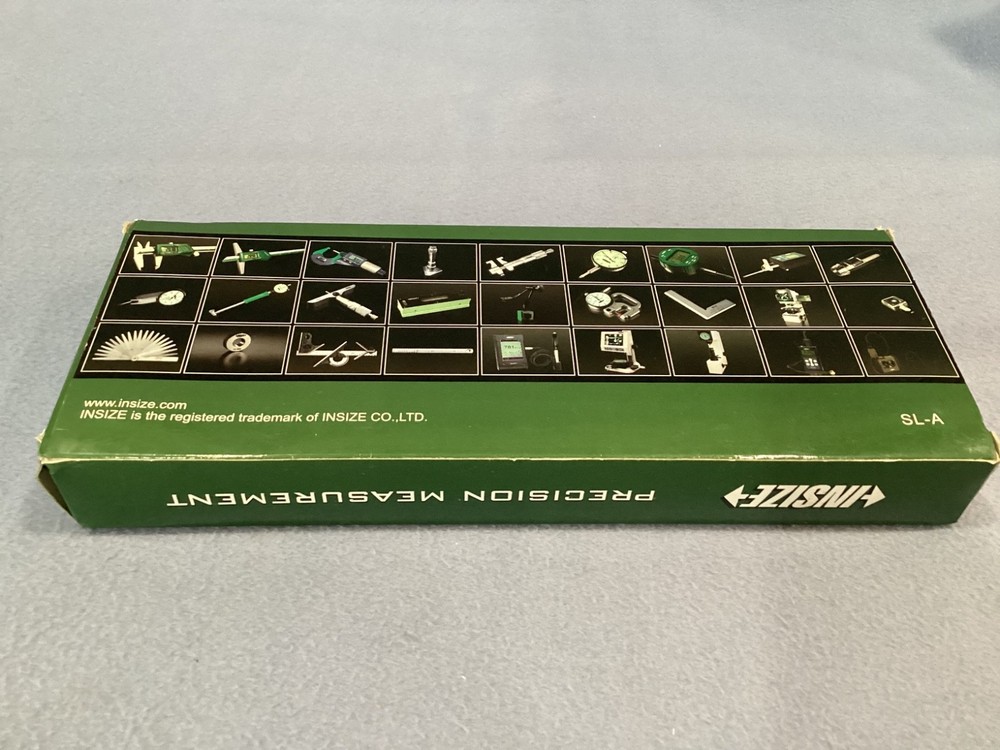 www.insize.com
INSIZE is the registered trademark of INSIZE CO.,LTD.
SL-A
INSIZE
PRECISION MEASUREMENT